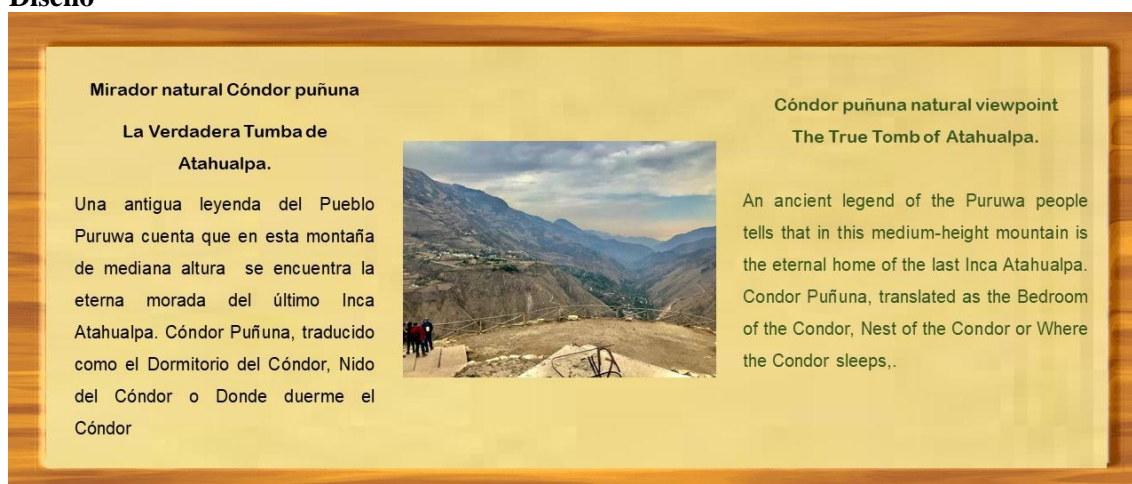 Diseño
Mirador natural Cóndor puñuna
La Verdadera Tumba de
Atahualpa.
Una antigua leyenda del Pueblo
Puruwa cuenta que en esta montaña
de mediana altura se encuentra la
eterna morada del último Inca
Atahualpa. Cóndor Puñuna, traducido
como el Dormitorio del Cóndor, Nido
del Cóndor o Donde duerme el
Cóndor
Cóndor puñuna natural viewpoint
The True Tomb of Atahualpa.
An ancient legend of the Puruwa people
tells that in this medium-height mountain is
the eternal home of the last Inca Atahualpa.
Condor Puñuna, translated as the Bedroom
of the Condor, Nest of the Condor or Where
the Condor sleeps,.